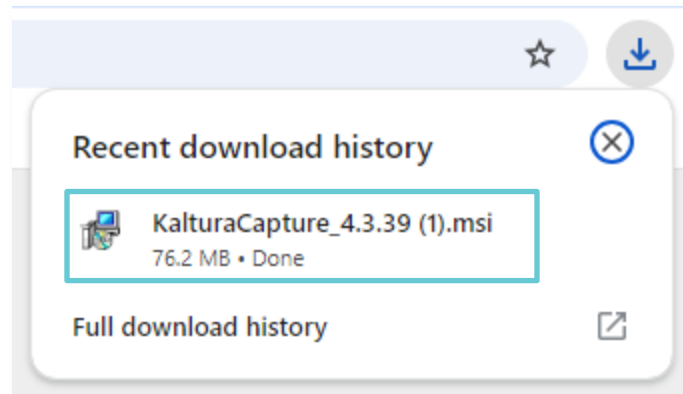 Recent download history
KalturaCapture_4.3.39 (1).msi
76.2 MB • Done
Full download history